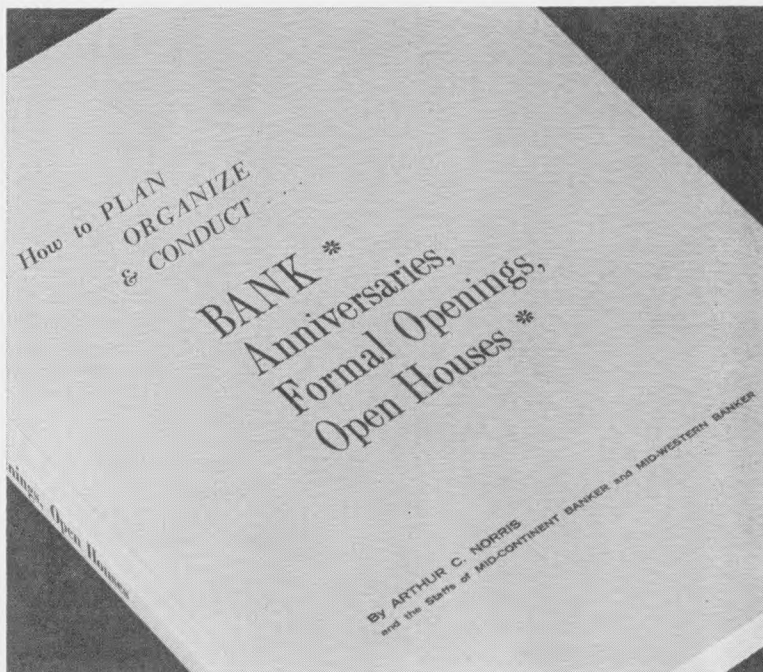 How to PLAN
ORGANIZE
& CONDUCT ....
BANK *
Anniversaries,
Formal Openings,
Open Houses *
By ARTHUR C. NORRIS
and the Staffs of MID-CONTINENT BANKER and MID-WESTERN BANKER
nings, Open Houses